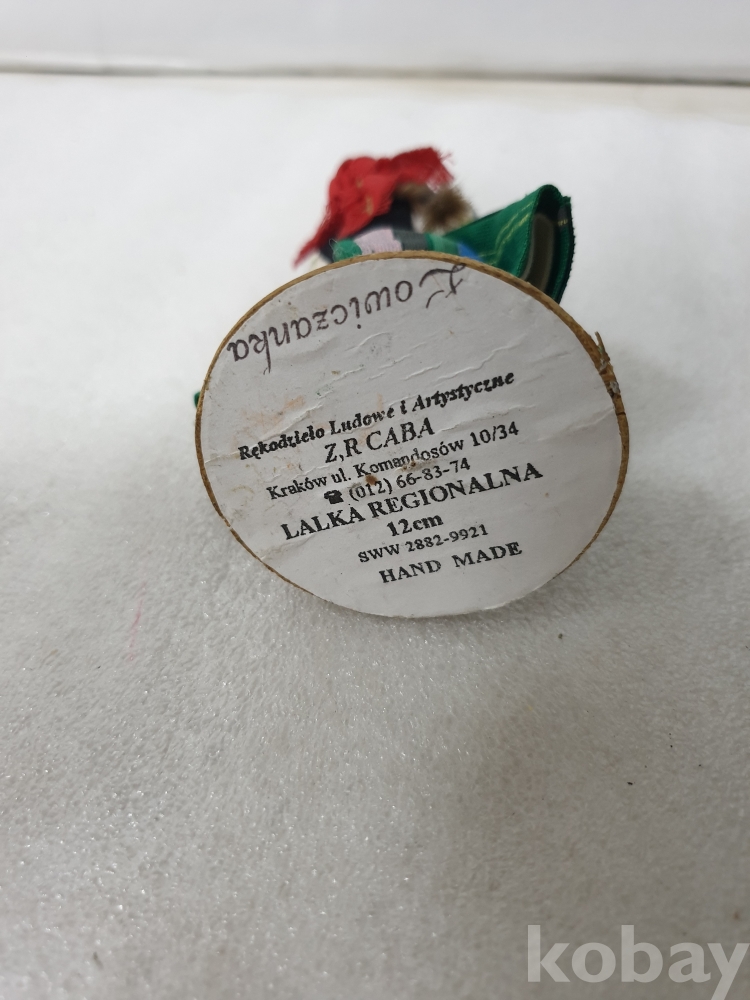 Łowiczanka
Rękodzieło Ludowe i Artystyczne
Z,R CABA
Kraków ul. Komandosów 10/34
☎ (012) 66-83-74
LALKA REGIONALNA
12cm
SWW 2882-9921
HAND MADE
kobay